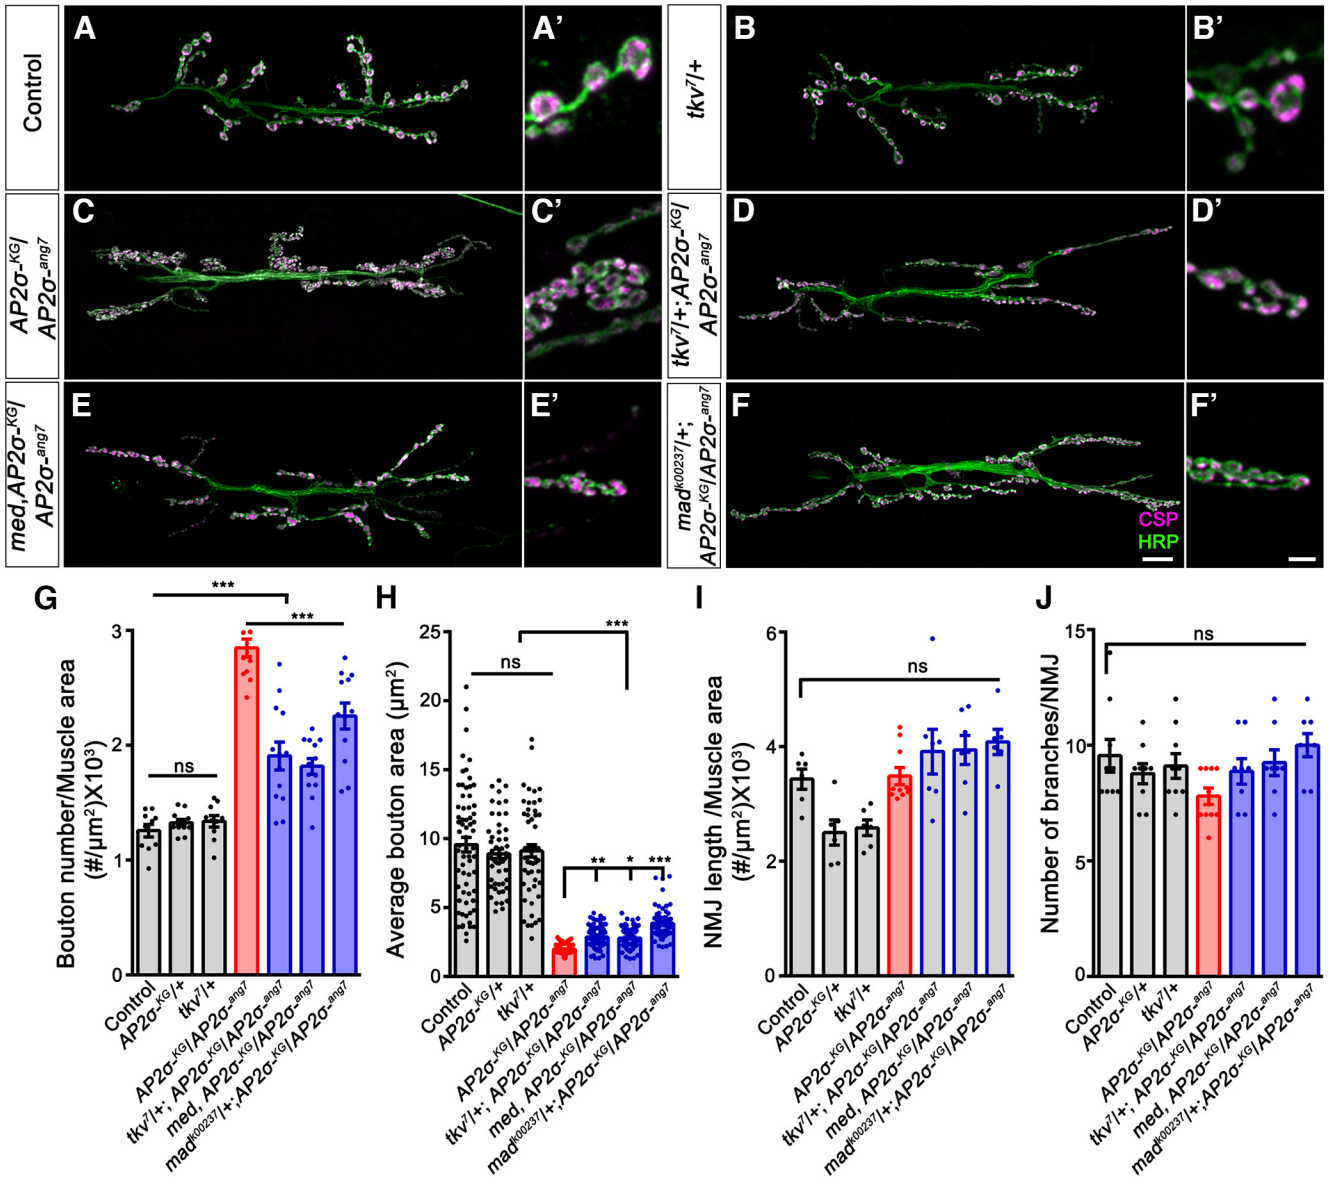 Control
A
A'
tkv7/+
B
B'
AP2σ-KG/
AP2σ-ang7
C
C'
tkv7/+;AP2σ-KG/
AP2σ-ang7
D
D'
med,AP2σ-KG/
AP2σ-ang7
E
E'
madk00237/+;
AP2σ-KG/AP2σ-ang7
F
CSP
HRP
F'
G
Bouton number/Muscle area
(#/µm2)X103)
3
2
1
0
***
***
ns
Control
AP2σ-KG/+
tkv7/+
AP2σ-KG/AP2σ-ang7
tkv7/+; AP2σ-KG/AP2σ-ang7
med, AP2σ-KG/AP2σ-ang7
madk00237/+;AP2σ-KG/AP2σ-ang7
H
Average bouton area (µm2)
25
20
15
10
5
0
***
ns
**
*
***
Control
AP2σ-KG/+
tkv7/+
AP2σ-KG/AP2σ-ang7
tkv7/+; AP2σ-KG/AP2σ-ang7
med, AP2σ-KG/AP2σ-ang7
madk00237/+;AP2σ-KG/AP2σ-ang7
I
NMJ length /Muscle area
(#/µm2)X103)
6
4
2
0
ns
Control
AP2σ-KG/+
tkv7/+
AP2σ-KG/AP2σ-ang7
tkv7/+; AP2σ-KG/AP2σ-ang7
med, AP2σ-KG/AP2σ-ang7
madk00237/+;AP2σ-KG/AP2σ-ang7
J
Number of branches/NMJ
15
10
5
0
ns
Control
AP2σ-KG/+
tkv7/+
AP2σ-KG/AP2σ-ang7
tkv7/+; AP2σ-KG/AP2σ-ang7
med, AP2σ-KG/AP2σ-ang7
madk00237/+;AP2σ-KG/AP2σ-ang7